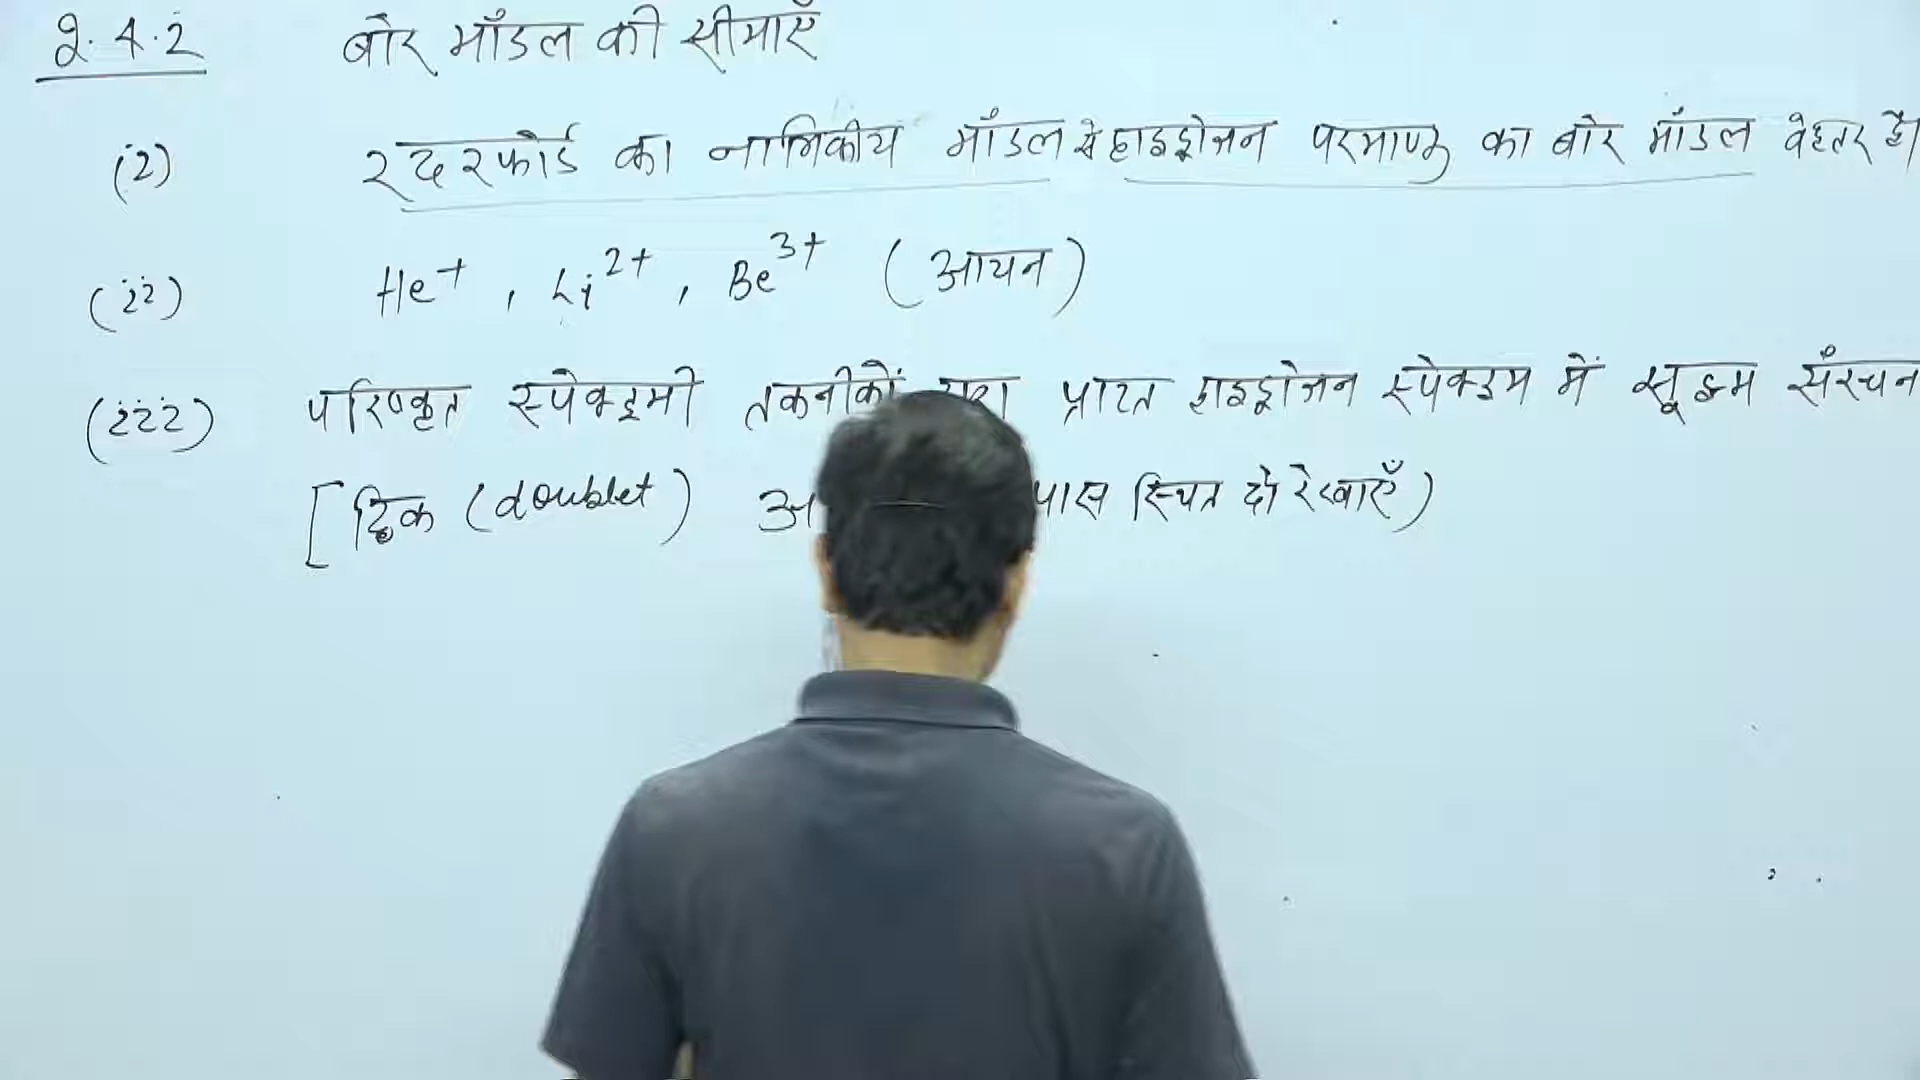 2.4.2 बोर मॉडल की सीमाएँ
(i) रदरफोर्ड का नाभिकीय मॉडल से हाइड्रोजन परमाणु का बोर मॉडल बेहतर है।
(ii) He⁺, Li²⁺, Be³⁺ (आयन)
(iii) परिष्कृत स्पेक्ट्रमी तकनीकों प्राप्त हाइड्रोजन स्पेक्ट्रम में सूक्ष्म संरचन
[द्विक (doublet) पास स्थित दो रेखाएँ)